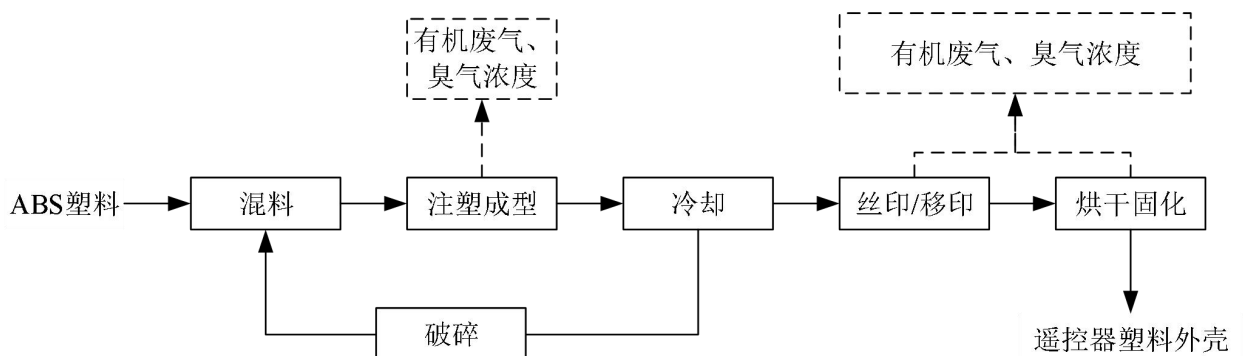 有机废气、
臭气浓度
有机废气、臭气浓度
ABS塑料
混料
注塑成型
冷却
丝印/移印
烘干固化
破碎
遥控器塑料外壳